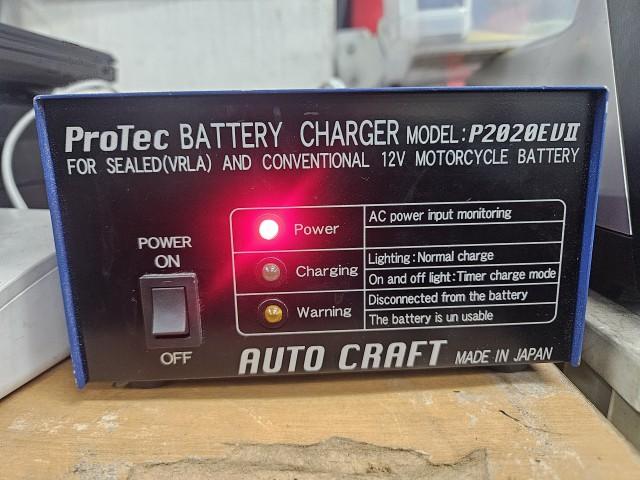 ProTec BATTERY CHARGER MODEL:P2020EVⅡ
FOR SEALED(VRLA) AND CONVENTIONAL 12V MOTORCYCLE BATTERY
POWER
ON
OFF
Power
AC power input monitoring
Charging
Lighting:Normal charge
On and off light:Timer charge mode
Warning
Disconnected from the battery
The battery is un usable
AUTO CRAFT MADE IN JAPAN